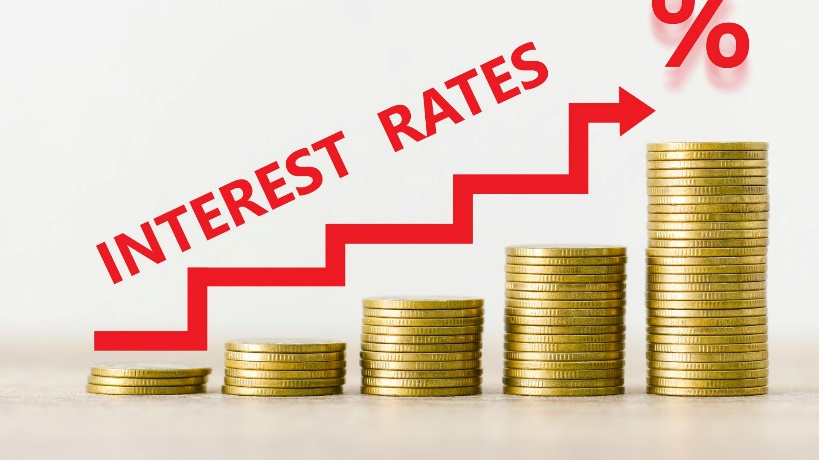 %
INTEREST RATES